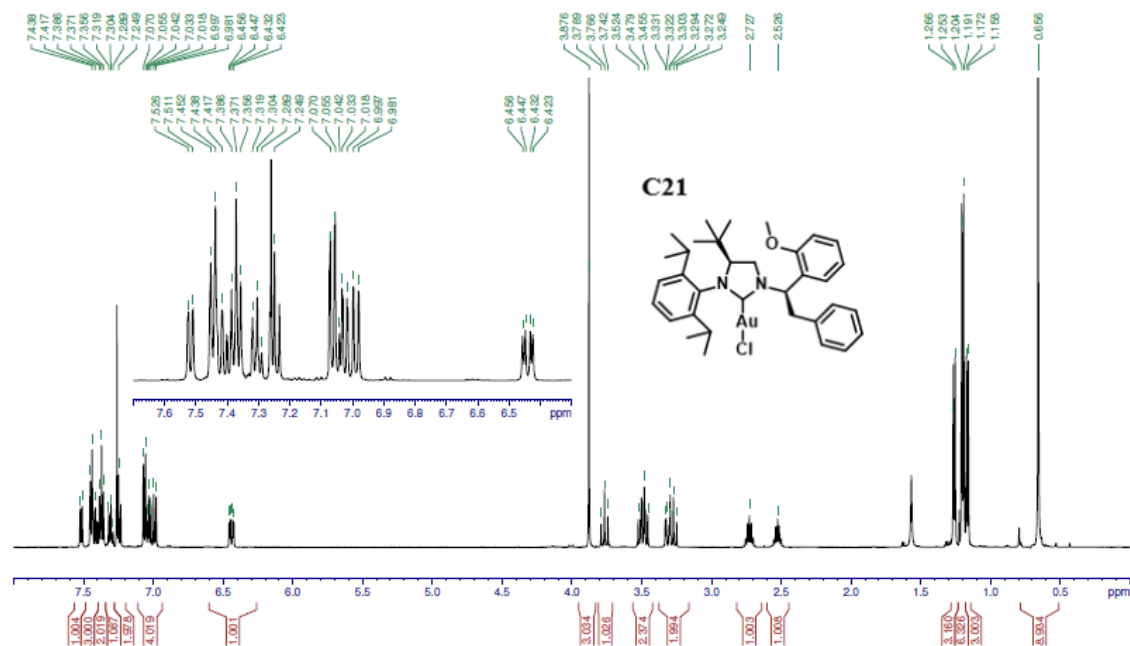 7.438 7.417 7.386 7.371 7.356 7.319 7.304 7.289 7.249 7.070 7.055 7.042 7.033 7.018 6.997 6.981 6.456 6.447 6.432 6.423
3.876 3.789 3.766 3.742 3.524 3.479 3.455 3.331 3.322 3.303 3.294 3.272 3.249 2.727 2.526
1.266 1.253 1.204 1.191 1.172 1.158 0.656
7.526 7.511 7.452 7.438 7.417 7.386 7.371 7.356 7.319 7.304 7.289 7.249 7.070 7.055 7.042 7.033 7.018 6.997 6.981 6.456 6.447 6.432 6.423
C21
O
N N
Au
Cl
7.6 7.5 7.4 7.3 7.2 7.1 7.0 6.9 6.8 6.7 6.6 6.5 ppm
7.5 7.0 6.5 6.0 5.5 5.0 4.5 4.0 3.5 3.0 2.5 2.0 1.5 1.0 0.5 ppm
1.004 3.000 2.019 1.087 1.978 4.019 1.001 3.034 1.026 2.374 1.994 1.003 1.008 3.160 6.326 3.003 8.934